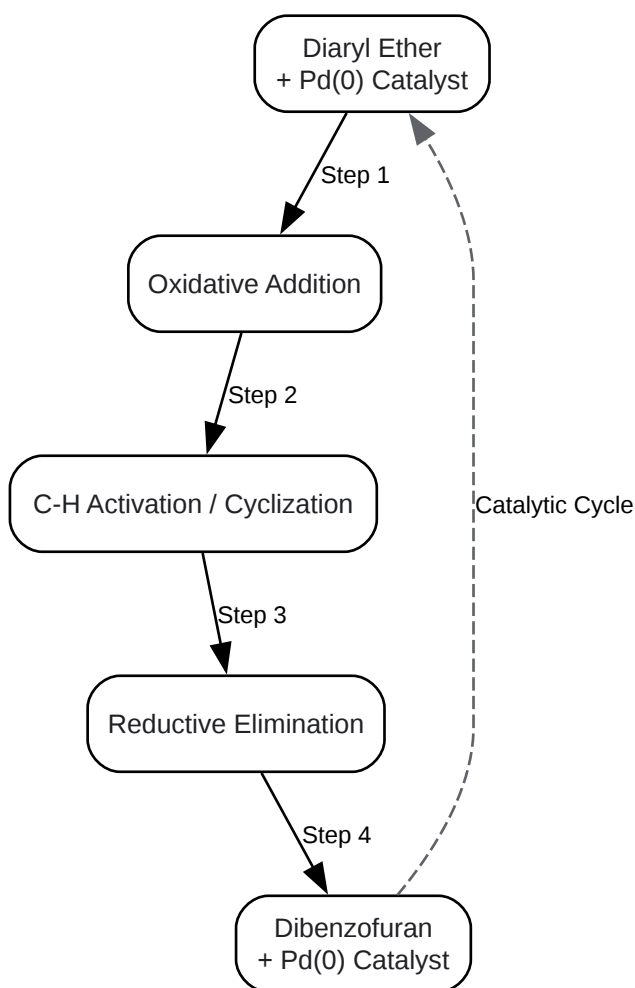 Diaryl Ether
+ Pd(0) Catalyst
Step 1
Oxidative Addition
Step 2
C-H Activation / Cyclization
Catalytic Cycle
Step 3
Reductive Elimination
Step 4
Dibenzofuran
+ Pd(0) Catalyst